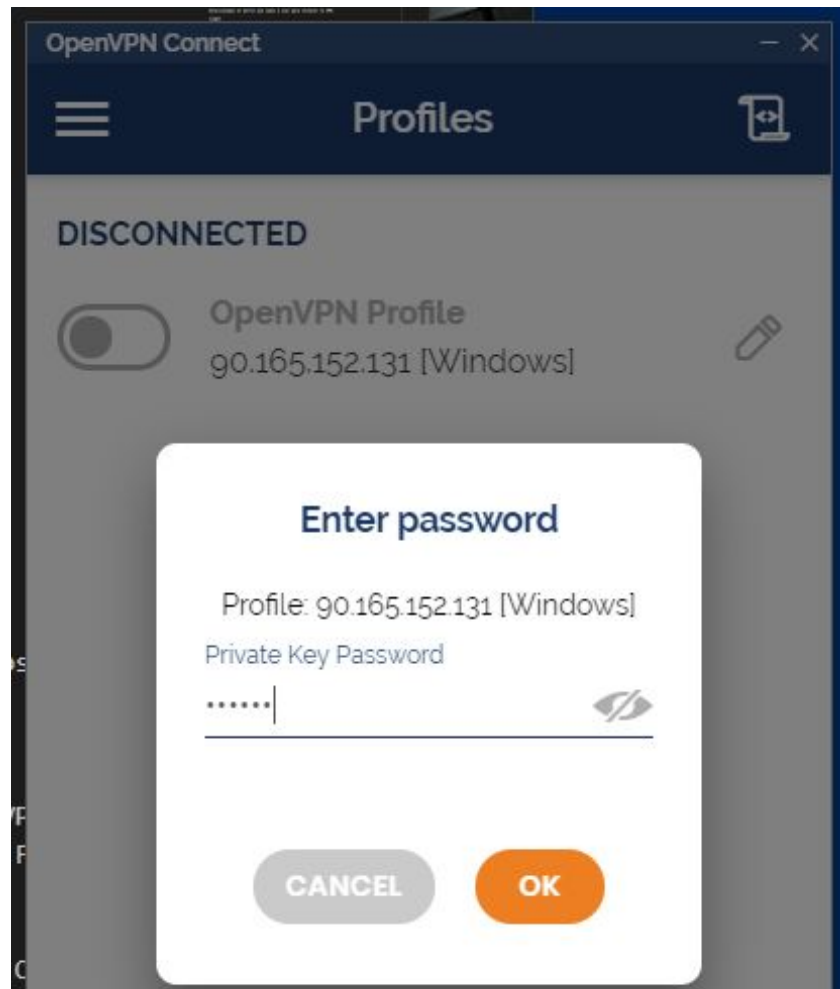 OpenVPN Connect
Profiles
DISCONNECTED
OpenVPN Profile
90.165.152.131 [Windows]
Enter password
Profile: 90.165.152.131 [Windows]
Private Key Password
••••••
CANCEL
OK